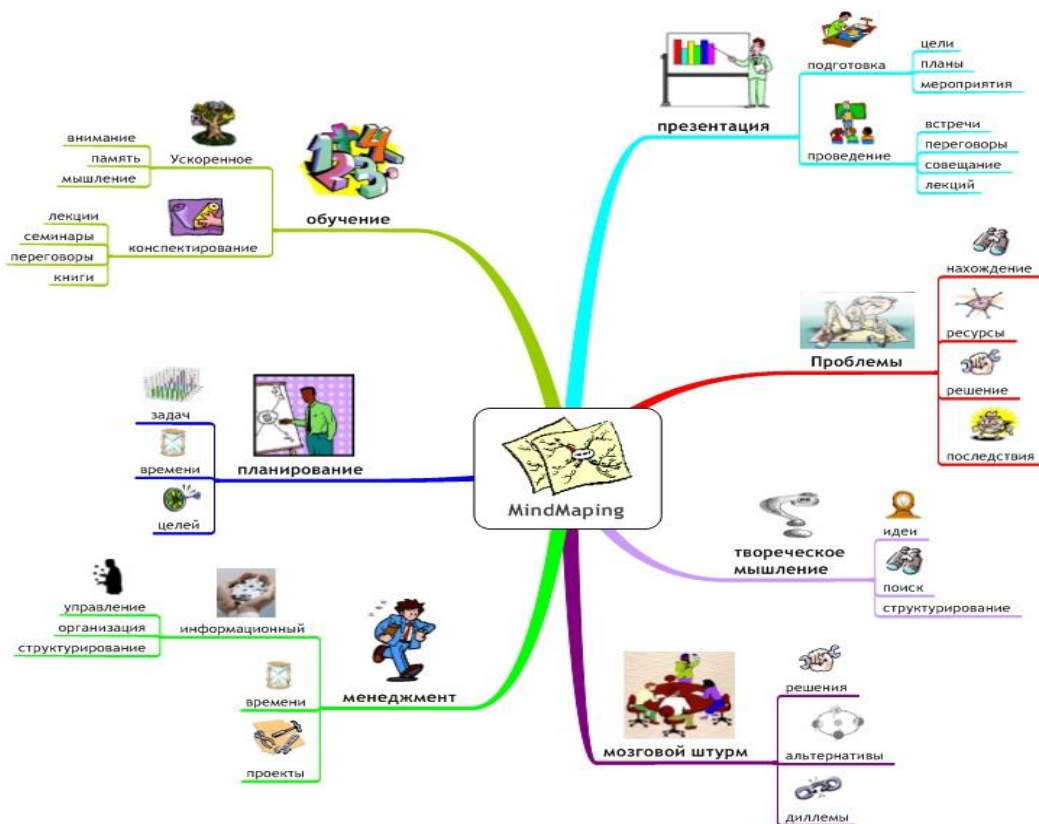 MindMaping
презентация
подготовка
цели
планы
мероприятия
проведение
встречи
переговоры
совещание
лекций
Проблемы
нахождение
ресурсы
решение
последствия
твореческое
мышление
идеи
поиск
структурирование
мозговой штурм
решения
альтернативы
диллемы
менеджмент
информационный
управление
организация
структурирование
времени
проекты
планирование
задач
времени
целей
обучение
Ускоренное
внимание
память
мышление
конспектирование
лекции
семинары
переговоры
книги